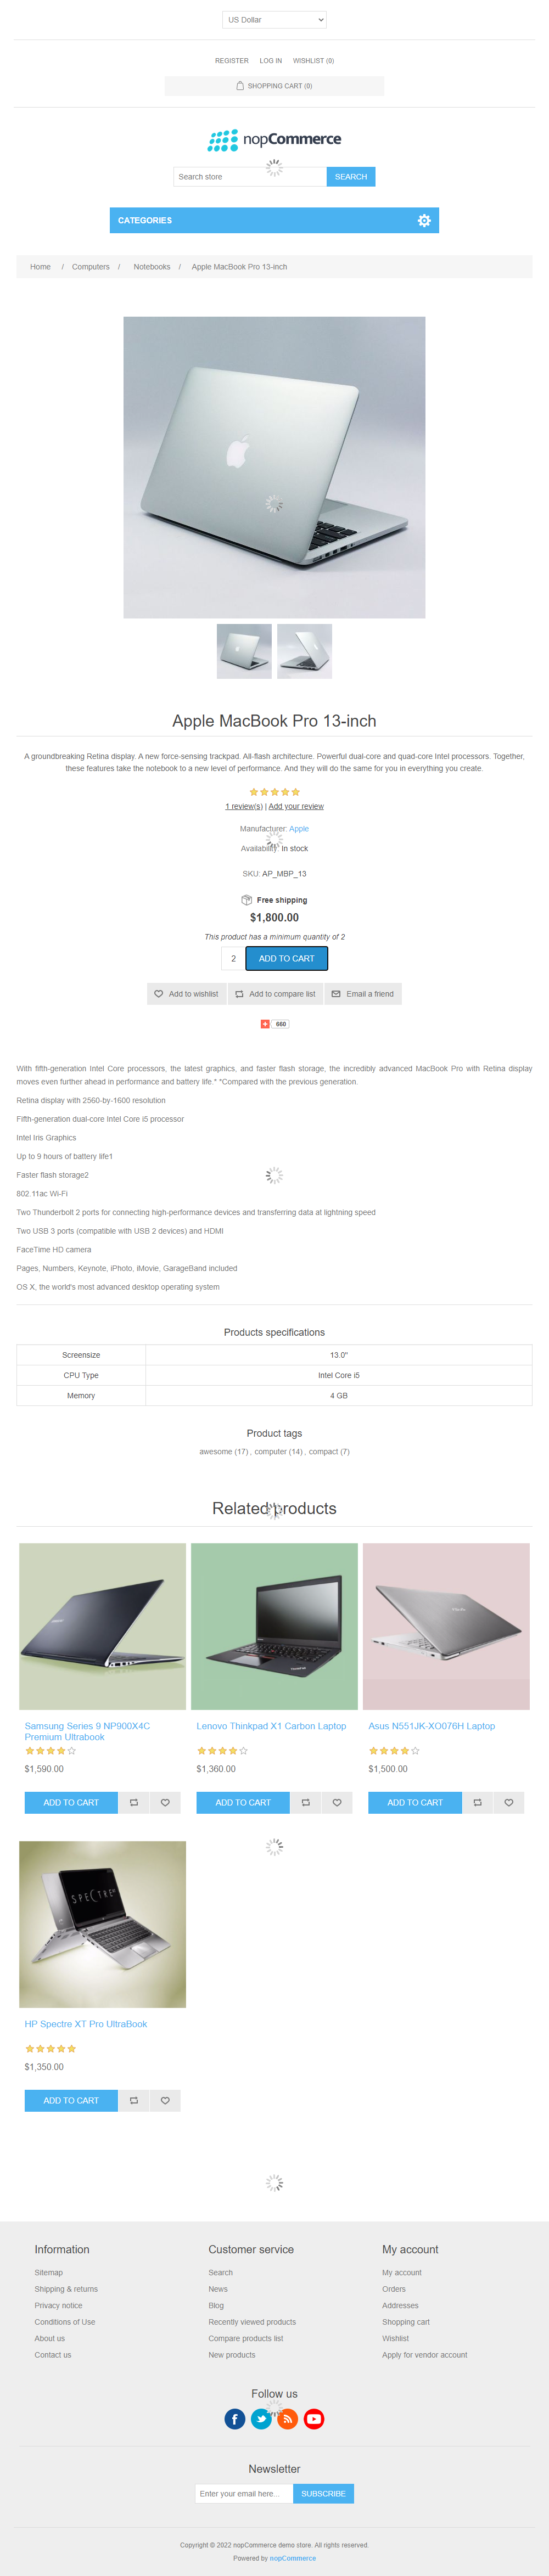 US Dollar
REGISTER LOG IN WISHLIST (0)
SHOPPING CART (0)
nopCommerce
Search store SEARCH
CATEGORIES
Home / Computers / Notebooks / Apple MacBook Pro 13-inch
Apple MacBook Pro 13-inch
A groundbreaking Retina display. A new force-sensing trackpad. All-flash architecture. Powerful dual-core and quad-core Intel processors. Together,
these features take the notebook to a new level of performance. And they will do the same for you in everything you create.
1 review(s) | Add your review
Manufacturer: Apple
Availability: In stock
SKU: AP_MBP_13
Free shipping
$1,800.00
This product has a minimum quantity of 2
2 ADD TO CART
Add to wishlist Add to compare list Email a friend
660
With fifth-generation Intel Core processors, the latest graphics, and faster flash storage, the incredibly advanced MacBook Pro with Retina display
moves even further ahead in performance and battery life.* *Compared with the previous generation.
Retina display with 2560-by-1600 resolution
Fifth-generation dual-core Intel Core i5 processor
Intel Iris Graphics
Up to 9 hours of battery life1
Faster flash storage2
802.11ac Wi-Fi
Two Thunderbolt 2 ports for connecting high-performance devices and transferring data at lightning speed
Two USB 3 ports (compatible with USB 2 devices) and HDMI
FaceTime HD camera
Pages, Numbers, Keynote, iPhoto, iMovie, GarageBand included
OS X, the world's most advanced desktop operating system
Products specifications
Screensize 13.0"
CPU Type Intel Core i5
Memory 4 GB
Product tags
awesome (17) , computer (14) , compact (7)
Related products
Samsung Series 9 NP900X4C
Premium Ultrabook
$1,590.00
ADD TO CART
Lenovo Thinkpad X1 Carbon Laptop
$1,360.00
ADD TO CART
Asus N551JK-XO076H Laptop
$1,500.00
ADD TO CART
SPECTRE
HP Spectre XT Pro UltraBook
$1,350.00
ADD TO CART
Information
Sitemap
Shipping & returns
Privacy notice
Conditions of Use
About us
Contact us
Customer service
Search
News
Blog
Recently viewed products
Compare products list
New products
My account
My account
Orders
Addresses
Shopping cart
Wishlist
Apply for vendor account
Follow us
Newsletter
Enter your email here... SUBSCRIBE
Copyright © 2022 nopCommerce demo store. All rights reserved.
Powered by nopCommerce